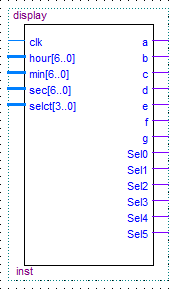 display
clk a
hour[6..0] b
min[6..0] c
sec[6..0] d
selct[3..0] e
f
g
Sel0
Sel1
Sel2
Sel3
Sel4
Sel5
inst